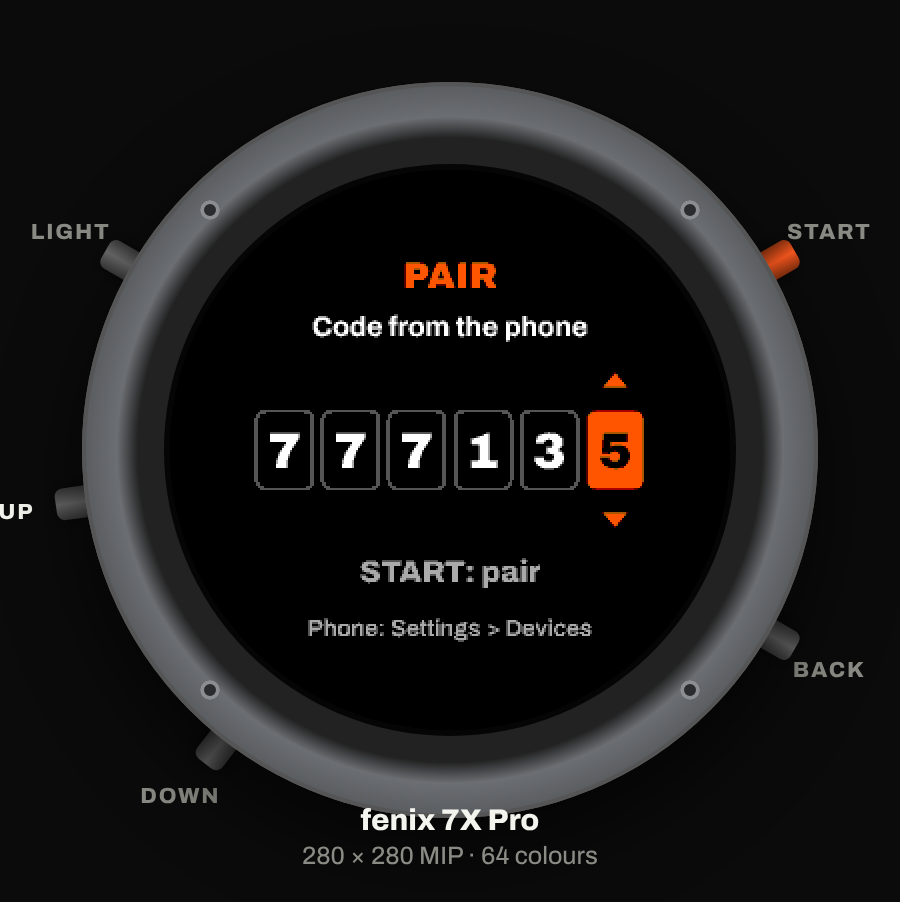 LIGHT
START
PAIR
Code from the phone
7 7 7 1 3 5
UP
START: pair
Phone: Settings > Devices
BACK
DOWN
fenix 7X Pro
280 × 280 MIP · 64 colours